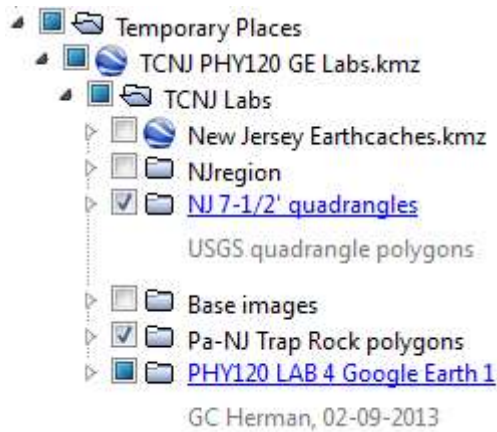 Temporary Places
TCNJ PHY120 GE Labs.kmz
TCNJ Labs
New Jersey Earthcaches.kmz
NJregion
NJ 7-1/2' quadrangles
USGS quadrangle polygons
Base images
Pa-NJ Trap Rock polygons
PHY120 LAB 4 Google Earth 1
GC Herman, 02-09-2013